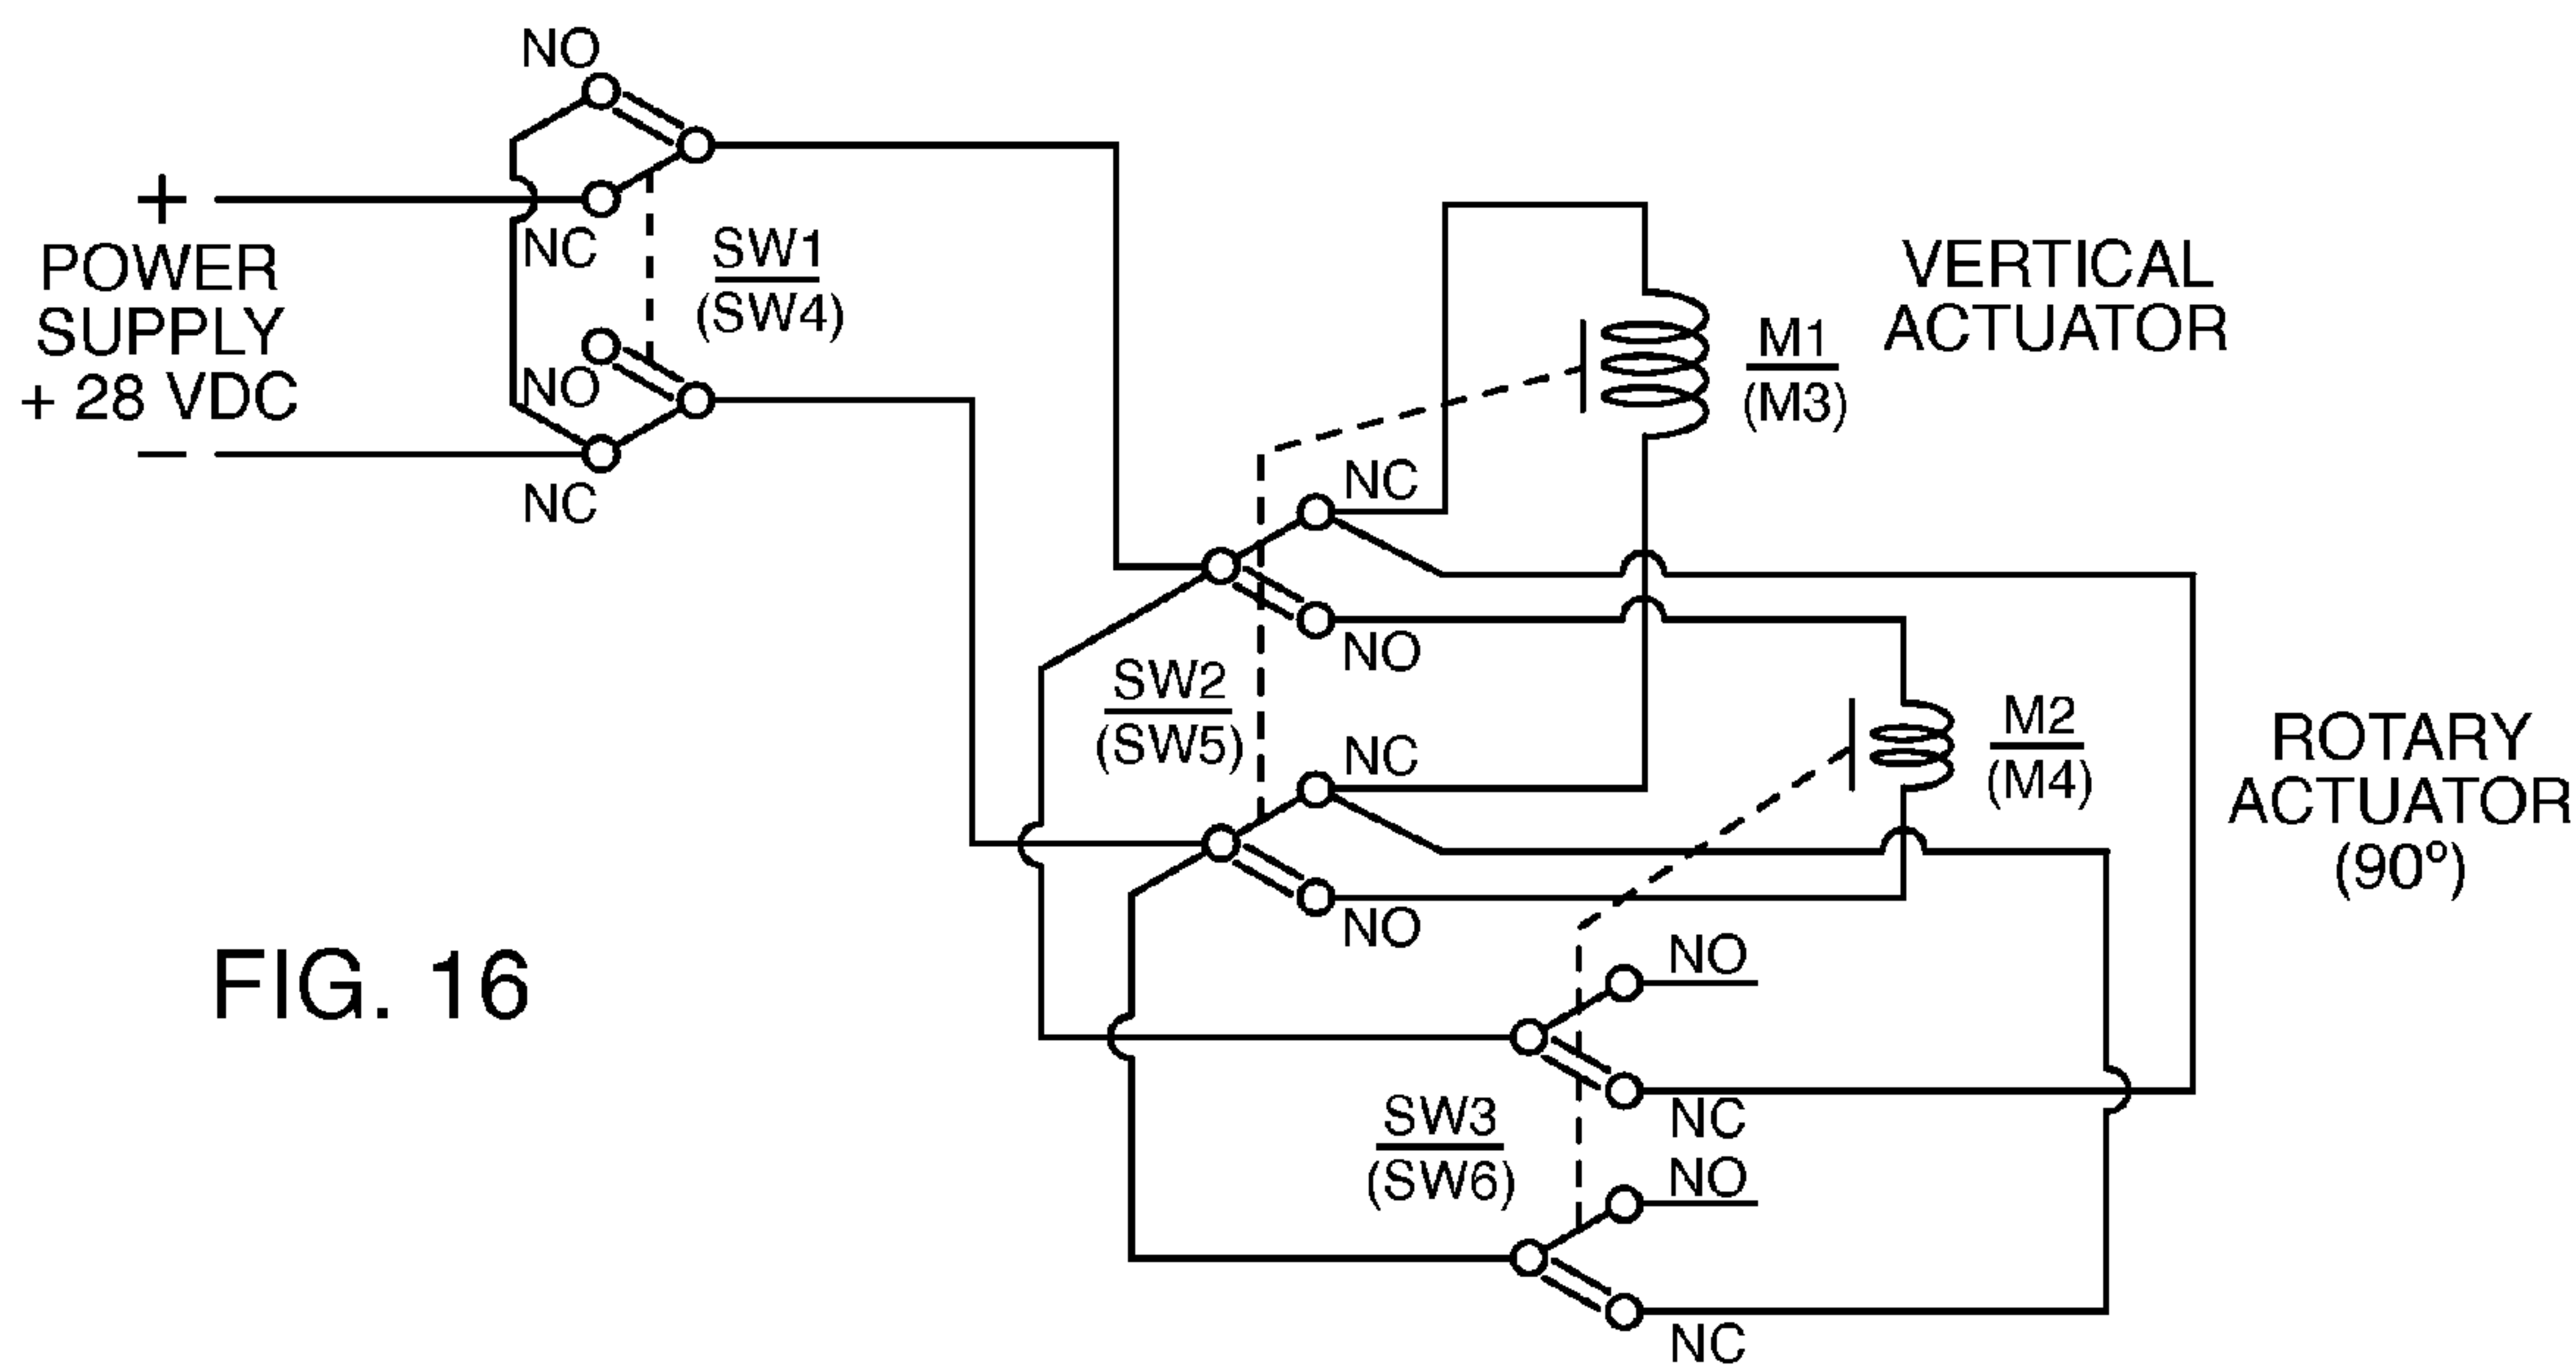 NO
+
POWER
SUPPLY
+ 28 VDC
−
NC
SW1
(SW4)
NO
NC
VERTICAL
ACTUATOR
M1
(M3)
NC
NO
SW2
(SW5)
NC
NO
M2
(M4)
ROTARY
ACTUATOR
(90º)
NO
NC
SW3
(SW6)
NO
NC
FIG. 16